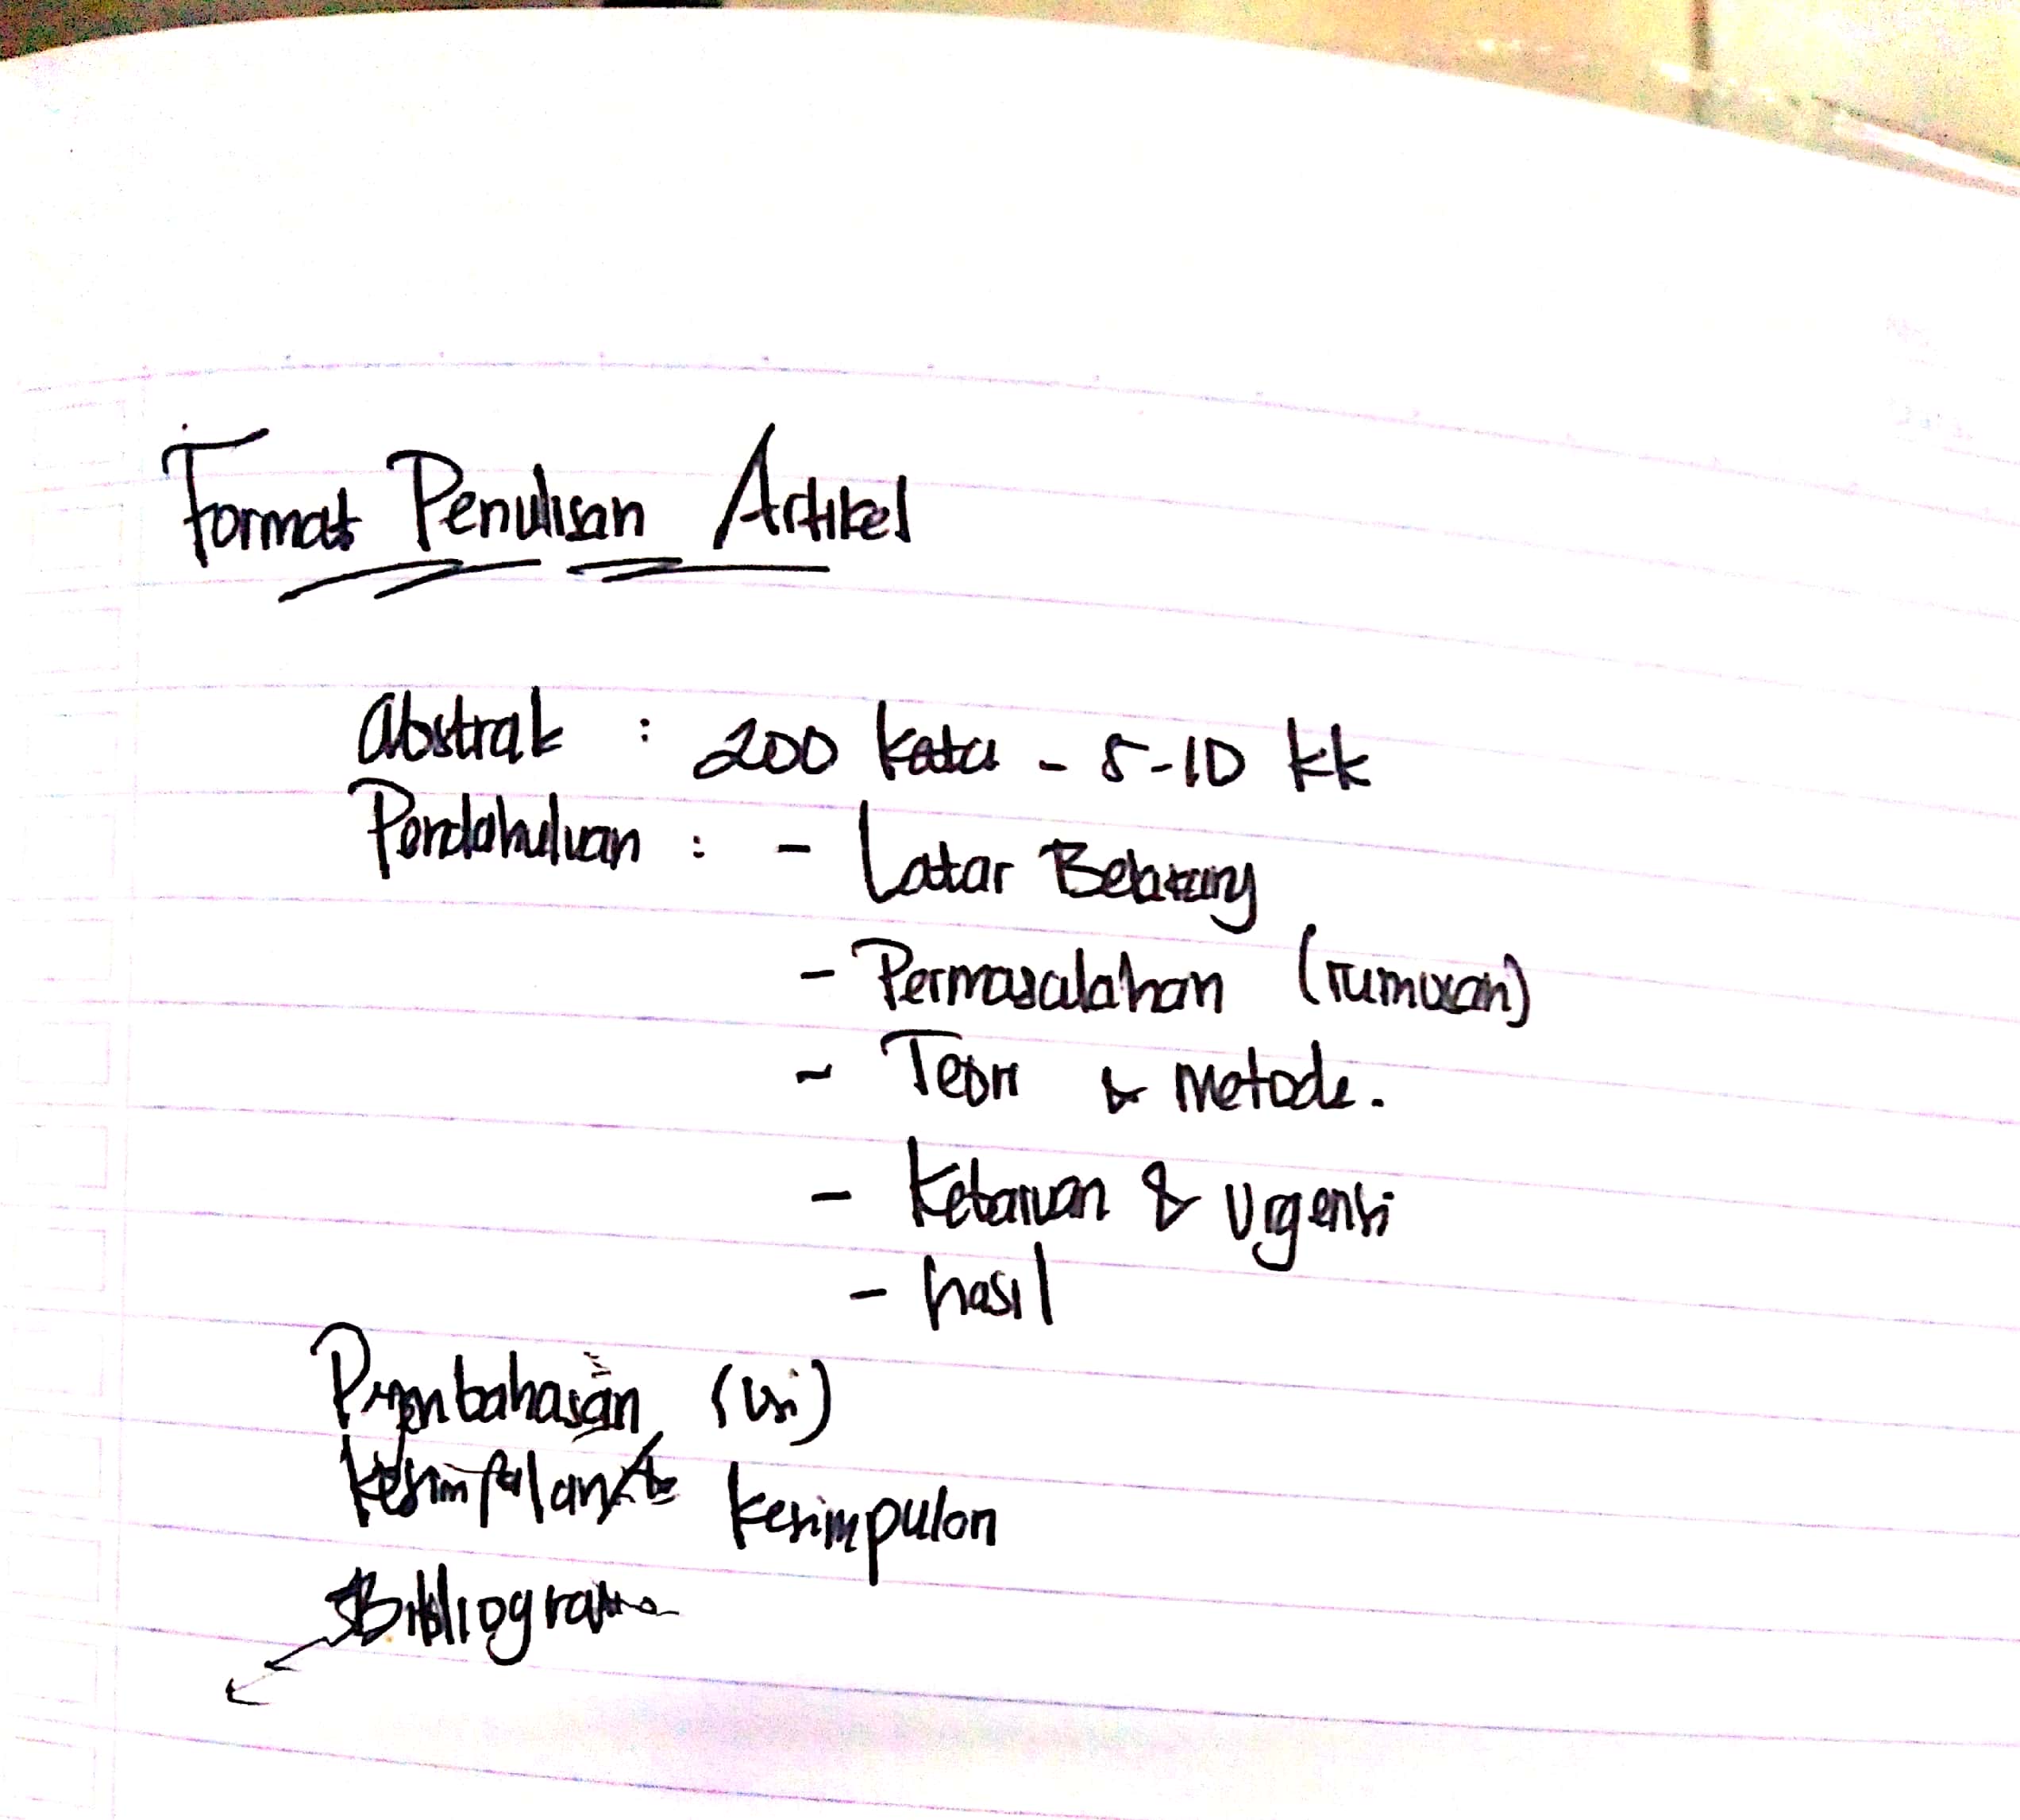 Format Penulisan Artikel
Abstrak : 200 kata - 5-10 kk
Pendahuluan : - Latar Belakang
- Permasalahan (rumusan)
- Teori & Metode.
- Kebaruan & Urgensi
- hasil
Pembahasan (isi)
Kesimpulan
Bibliografi